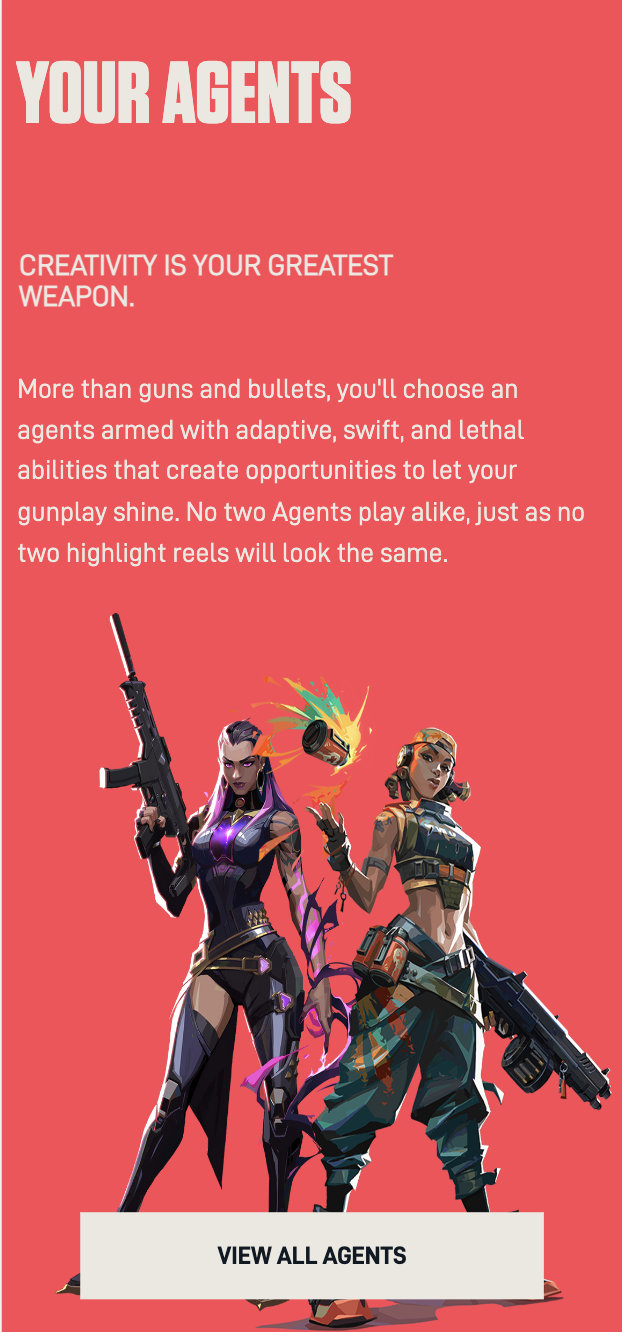 YOUR AGENTS
CREATIVITY IS YOUR GREATEST
WEAPON.
More than guns and bullets, you'll choose an
agents armed with adaptive, swift, and lethal
abilities that create opportunities to let your
gunplay shine. No two Agents play alike, just as no
two highlight reels will look the same.
VIEW ALL AGENTS